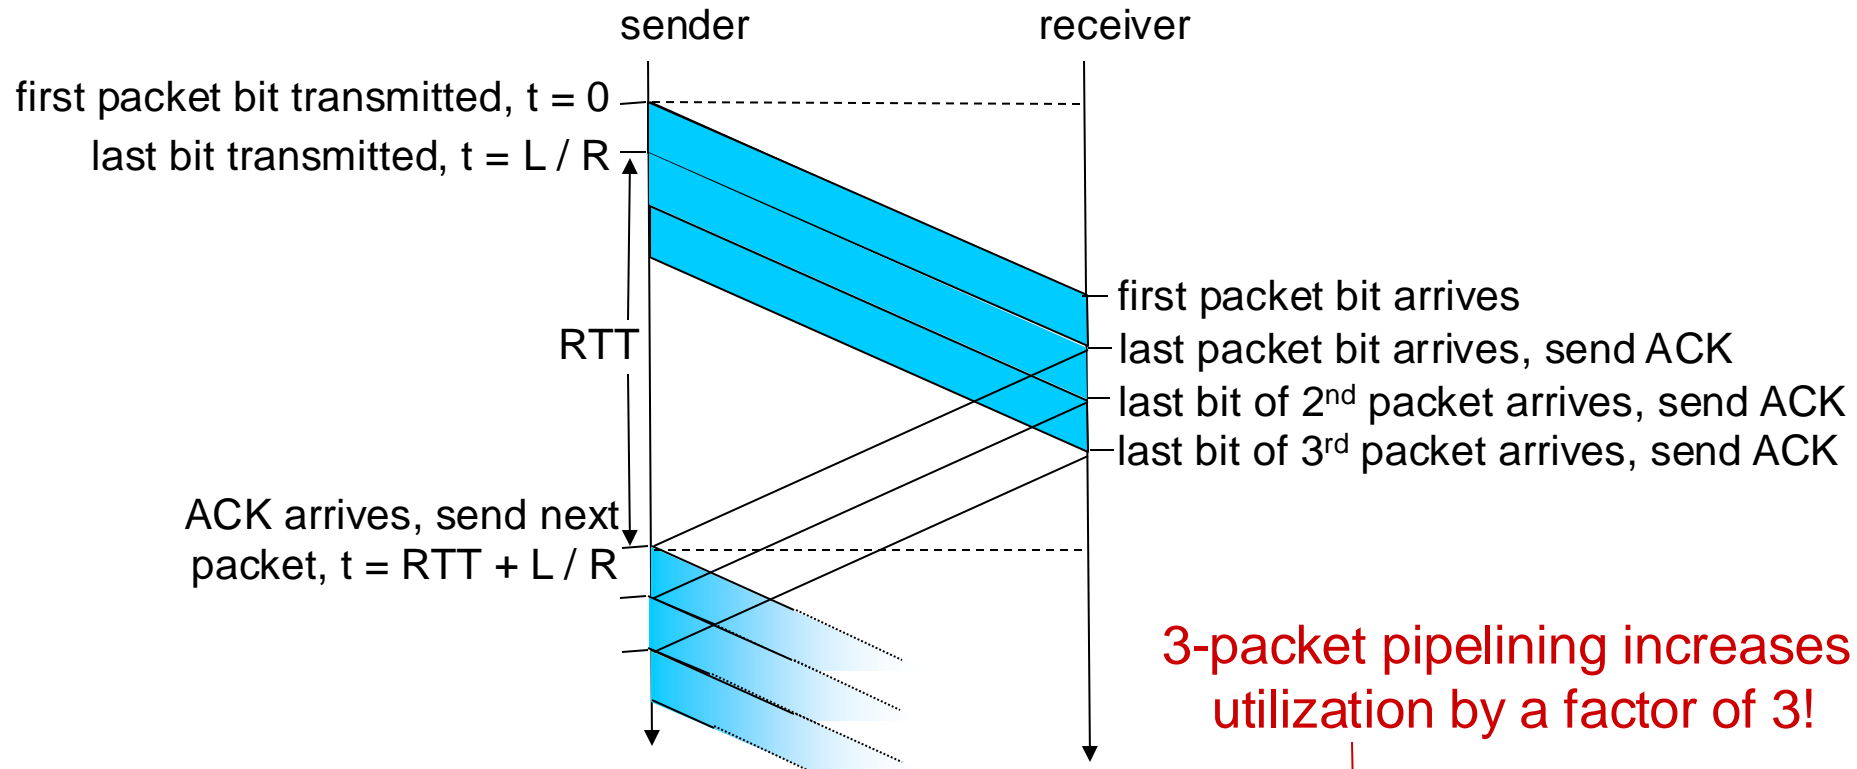 sender
receiver
first packet bit transmitted, t = 0
last bit transmitted, t = L / R
RTT
first packet bit arrives
last packet bit arrives, send ACK
last bit of 2nd packet arrives, send ACK
last bit of 3rd packet arrives, send ACK
ACK arrives, send next
packet, t = RTT + L / R
3-packet pipelining increases
utilization by a factor of 3!